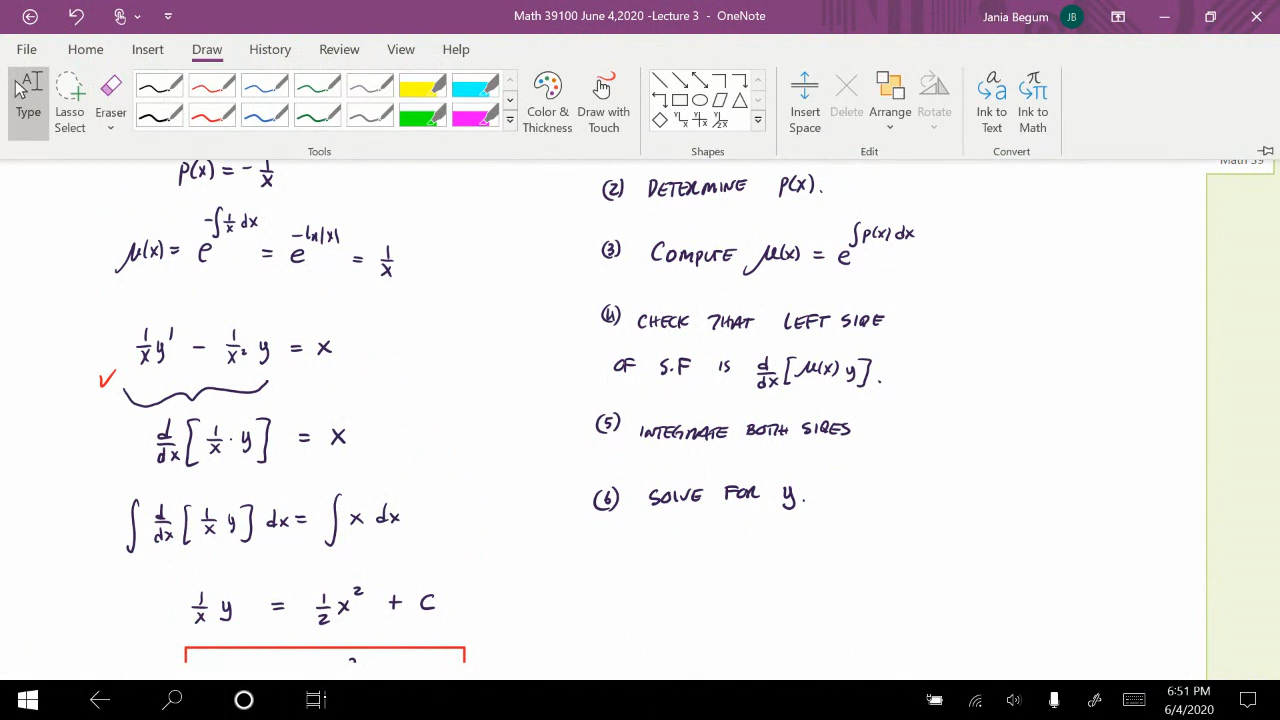 Math 39100 June 4,2020 -Lecture 3 - OneNote
Jania Begum JB
File Home Insert Draw History Review View Help
Type
Lasso Select
Eraser
Color & Thickness
Draw with Touch
Insert Space
Delete
Arrange
Rotate
Ink to Text
Ink to Math
Tools
Shapes
Edit
Convert
Math 39
p(x) = - 1/x
μ(x) = e^(-∫ 1/x dx) = e^(-ln|x|) = 1/x
1/x y' - 1/x² y = x
✓
d/dx [1/x · y] = x
∫ d/dx [1/x y] dx = ∫ x dx
1/x y = 1/2 x² + C
(2) DETERMINE p(x).
(3) COMPUTE μ(x) = e^(∫p(x) dx)
(4) CHECK THAT LEFT SIDE
OF S.F IS d/dx [μ(x) y].
(5) INTEGRATE BOTH SIDES
(6) SOLVE FOR y.
6:51 PM
6/4/2020